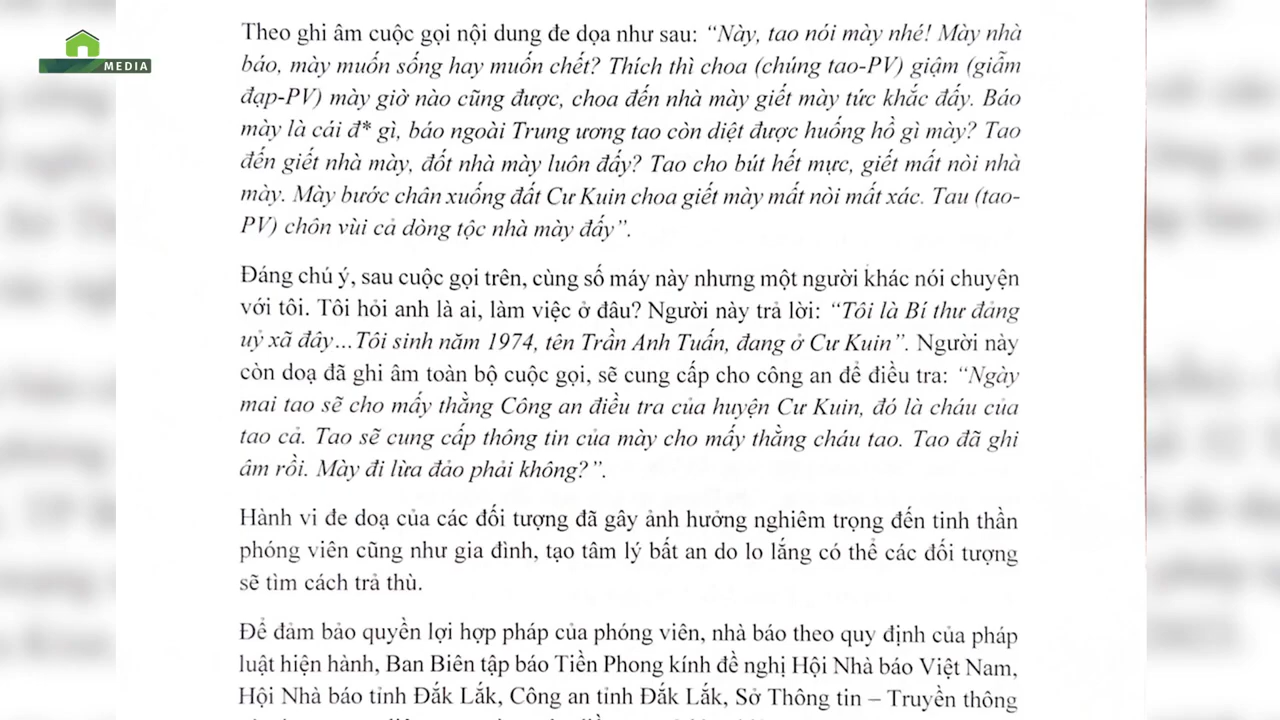 MEDIA
Theo ghi âm cuộc gọi nội dung đe dọa như sau: “Này, tao nói mày nhé! Mày nhà
báo, mày muốn sống hay muốn chết? Thích thì choa (chúng tao-PV) giậm (giẫm
đạp-PV) mày giờ nào cũng được, choa đến nhà mày giết mày tức khắc đấy. Báo
mày là cái đ* gì, báo ngoài Trung ương tao còn diệt được huống hồ gì mày? Tao
đến giết nhà mày, đốt nhà mày luôn đấy? Tao cho bút hết mực, giết mất nòi nhà
mày. Mày bước chân xuống đất Cư Kuin choa giết mày mất nòi mất xác. Tau (tao-
PV) chôn vùi cả dòng tộc nhà mày đấy”.
Đáng chú ý, sau cuộc gọi trên, cùng số máy này nhưng một người khác nói chuyện
với tôi. Tôi hỏi anh là ai, làm việc ở đâu? Người này trả lời: “Tôi là Bí thư đảng
uỷ xã đây…Tôi sinh năm 1974, tên Trần Anh Tuấn, đang ở Cư Kuin”. Người này
còn doạ đã ghi âm toàn bộ cuộc gọi, sẽ cung cấp cho công an để điều tra: “Ngày
mai tao sẽ cho mấy thằng Công an điều tra của huyện Cư Kuin, đó là cháu của
tao cả. Tao sẽ cung cấp thông tin của mày cho mấy thằng cháu tao. Tao đã ghi
âm rồi. Mày đi lừa đảo phải không?”.
Hành vi đe doạ của các đối tượng đã gây ảnh hưởng nghiêm trọng đến tinh thần
phóng viên cũng như gia đình, tạo tâm lý bất an do lo lắng có thể các đối tượng
sẽ tìm cách trả thù.
Để đảm bảo quyền lợi hợp pháp của phóng viên, nhà báo theo quy định của pháp
luật hiện hành, Ban Biên tập báo Tiền Phong kính đề nghị Hội Nhà báo Việt Nam,
Hội Nhà báo tỉnh Đắk Lắk, Công an tỉnh Đắk Lắk, Sở Thông tin – Truyền thông